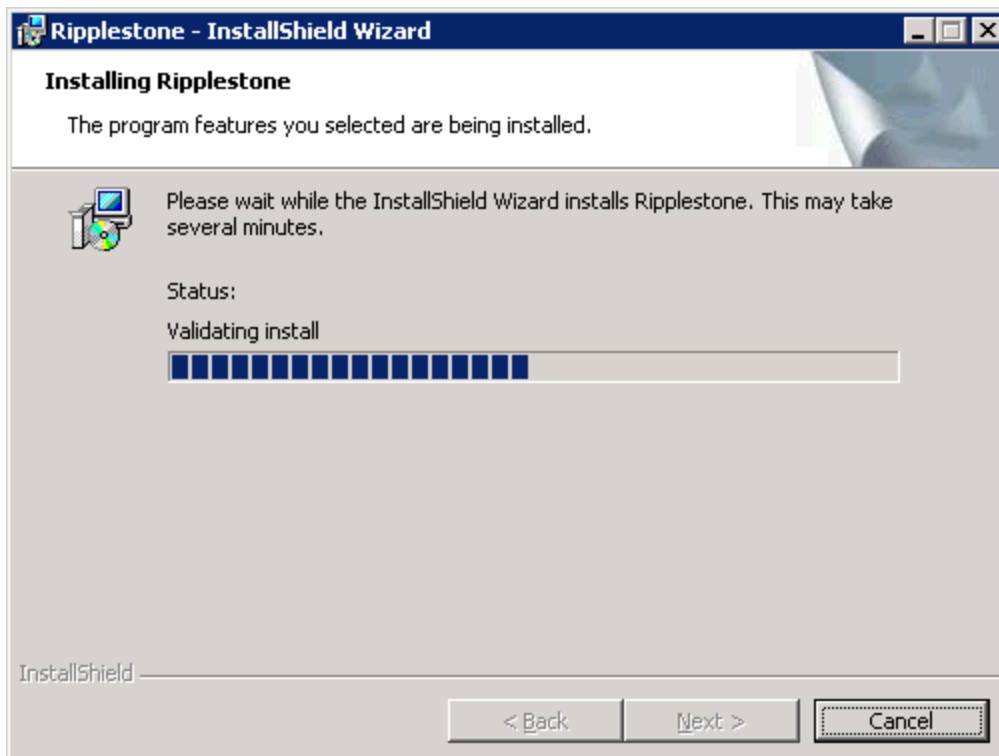 Ripplestone - InstallShield Wizard
Installing Ripplestone
The program features you selected are being installed.
Please wait while the InstallShield Wizard installs Ripplestone. This may take
several minutes.
Status:
Validating install
InstallShield
< Back
Next >
Cancel